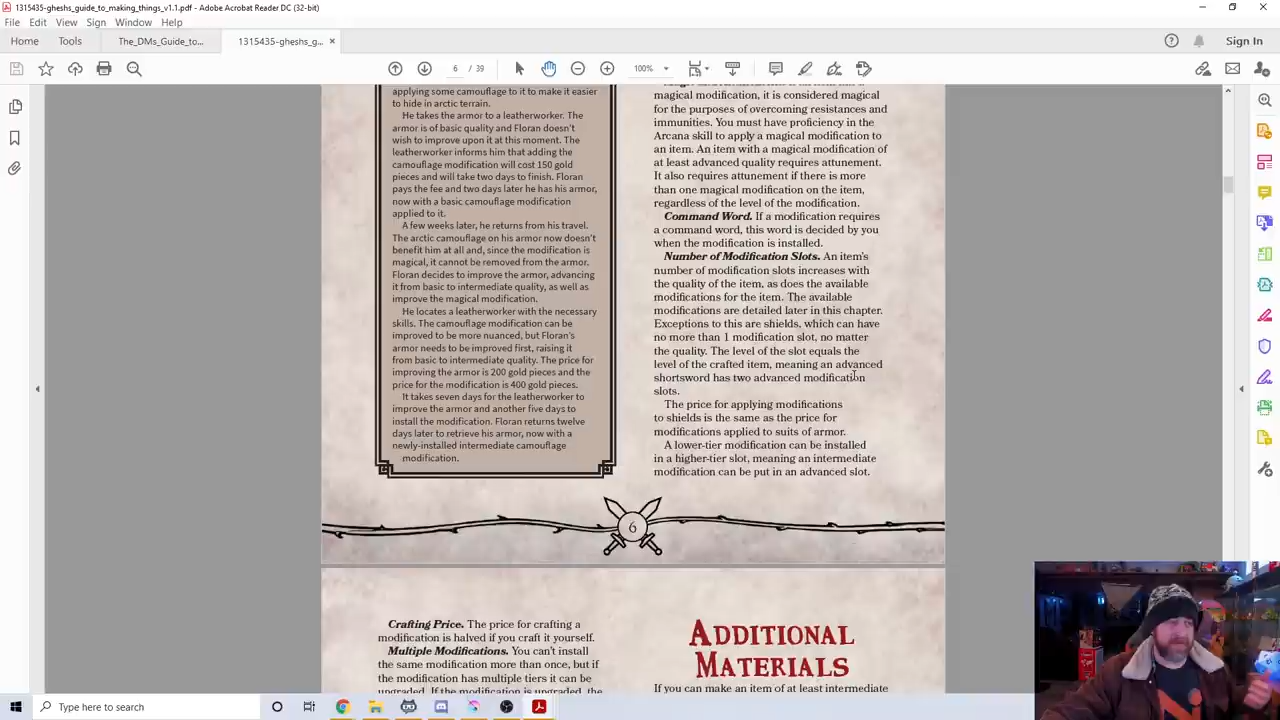 1315435-gheshs_guide_to_making_things_v1.1.pdf - Adobe Acrobat Reader DC (32-bit)
File Edit View Sign Window Help
Home Tools The_DMs_Guide_to... 1315435-gheshs_g... Sign In
6 / 39 100%
applying some camouflage to it to make it easier
to hide in arctic terrain.
He takes the armor to a leatherworker. The
armor is of basic quality and Floran doesn't
wish to improve upon it at this moment. The
leatherworker informs him that adding the
camouflage modification will cost 150 gold
pieces and will take two days to finish. Floran
pays the fee and two days later he has his armor,
now with a basic camouflage modification
applied to it.
A few weeks later, he returns from his travel.
The arctic camouflage on his armor now doesn't
benefit him at all and, since the modification is
magical, it cannot be removed from the armor.
Floran decides to improve the armor, advancing
it from basic to intermediate quality, as well as
improve the magical modification.
He locates a leatherworker with the necessary
skills. The camouflage modification can be
improved to be more nuanced, but Floran's
armor needs to be improved first, raising it
from basic to intermediate quality. The price for
improving the armor is 200 gold pieces and the
price for the modification is 400 gold pieces.
It takes seven days for the leatherworker to
improve the armor and another five days to
install the modification. Floran returns twelve
days later to retrieve his armor, now with a
newly-installed intermediate camouflage
modification.
magical modification, it is considered magical
for the purposes of overcoming resistances and
immunities. You must have proficiency in the
Arcana skill to apply a magical modification to
an item. An item with a magical modification of
at least advanced quality requires attunement.
It also requires attunement if there is more
than one magical modification on the item,
regardless of the level of the modification.
Command Word. If a modification requires
a command word, this word is decided by you
when the modification is installed.
Number of Modification Slots. An item's
number of modification slots increases with
the quality of the item, as does the available
modifications for the item. The available
modifications are detailed later in this chapter.
Exceptions to this are shields, which can have
no more than 1 modification slot, no matter
the quality. The level of the slot equals the
level of the crafted item, meaning an advanced
shortsword has two advanced modification
slots.
The price for applying modifications
to shields is the same as the price for
modifications applied to suits of armor.
A lower-tier modification can be installed
in a higher-tier slot, meaning an intermediate
modification can be put in an advanced slot.
6
Crafting Price. The price for crafting a
modification is halved if you craft it yourself.
Multiple Modifications. You can't install
the same modification more than once, but if
the modification has multiple tiers it can be
upgraded. If the modification is upgraded, the
Additional
Materials
If you can make an item of at least intermediate
Type here to search